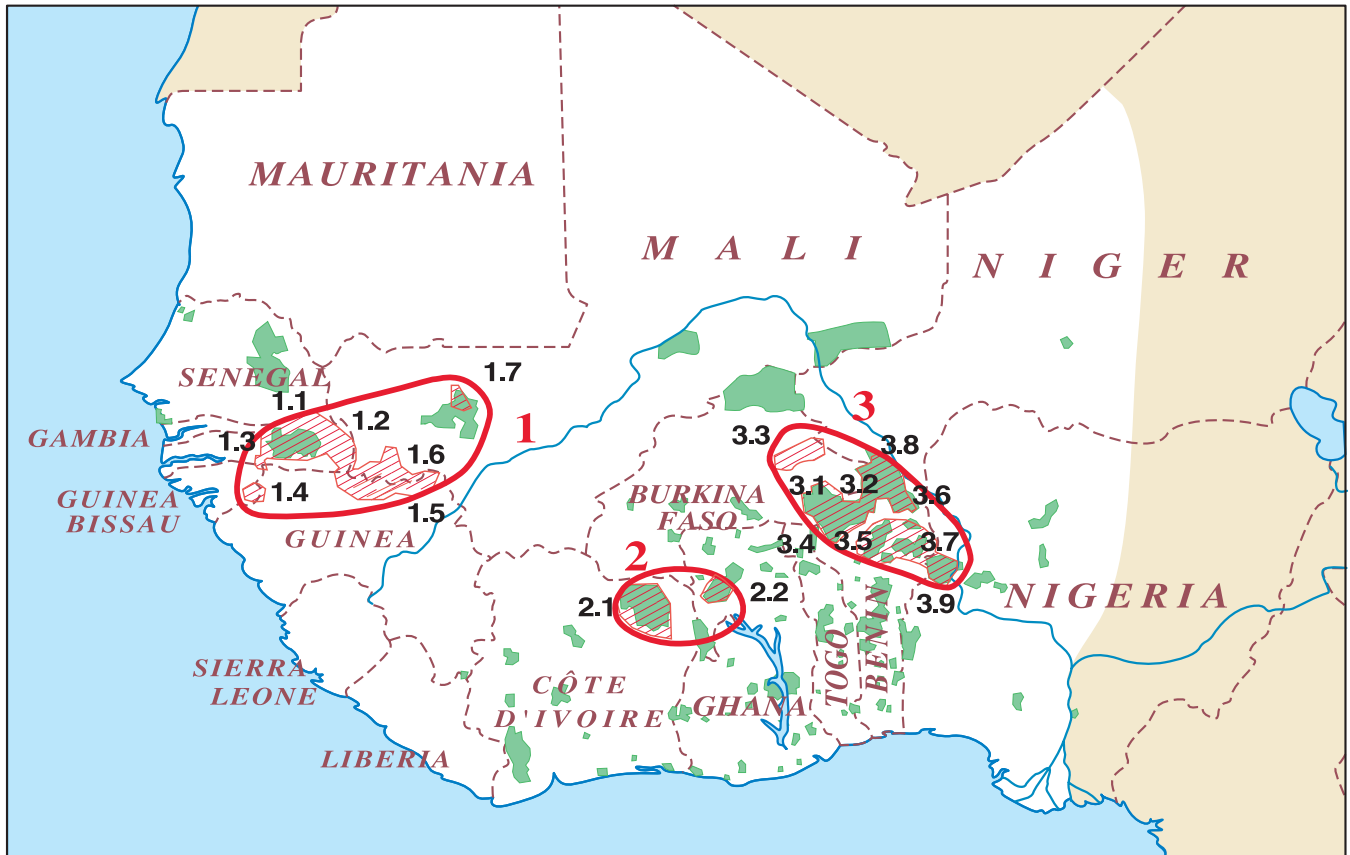 MAURITANIA
MALI
NIGER
SENEGAL
1.7
1.1
1.2
1
GAMBIA
1.3
1.6
3
3.3
3.8
1.4
GUINEA
BISSAU
1.5
GUINEA
BURKINA
FASO
3.1
3.2
3.6
3.4
3.5
3.7
2
2.1
2.2
3.9
NIGERIA
SIERRA
LEONE
CÔTE
D'IVOIRE
GHANA
TOGO
BENIN
LIBERIA